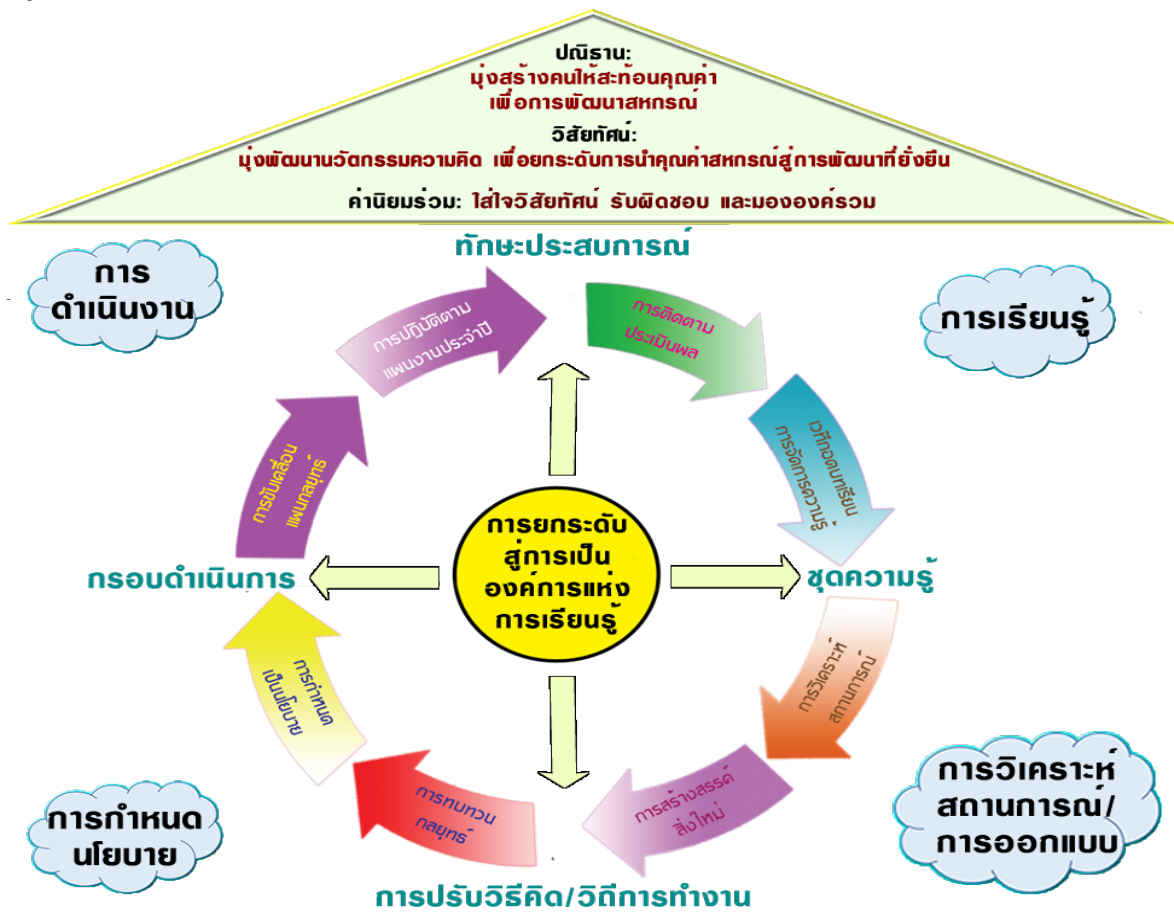 ปณิธาน:
มุ่งสร้างคนให้สะท้อนคุณค่า
เพื่อการพัฒนาสหกรณ์
วิสัยทัศน์:
มุ่งพัฒนานวัตกรรมความคิด เพื่อยกระดับการนำคุณค่าสหกรณ์สู่การพัฒนาที่ยั่งยืน
ค่านิยมร่วม: ใส่ใจวิสัยทัศน์ รับผิดชอบ และมององค์รวม
ทักษะประสบการณ์
การ
ดำเนินงาน
การเรียนรู้
การปฏิบัติตาม
แผนงานประจำปี
การติดตาม
ประเมินผล
เวทีถอดบทเรียน
การจัดการความรู้
การขับเคลื่อน
แผนกลยุทธ์
การยกระดับ
สู่การเป็น
องค์การแห่ง
การเรียนรู้
กรอบดำเนินการ
ชุดความรู้
การกำหนด
เป็นนโยบาย
การวิเคราะห์
สถานการณ์
การทบทวน
กลยุทธ์
การสร้างสรรค์
สิ่งใหม่
การกำหนด
นโยบาย
การวิเคราะห์
สถานการณ์/
การออกแบบ
การปรับวิธีคิด/วิถีการทำงาน